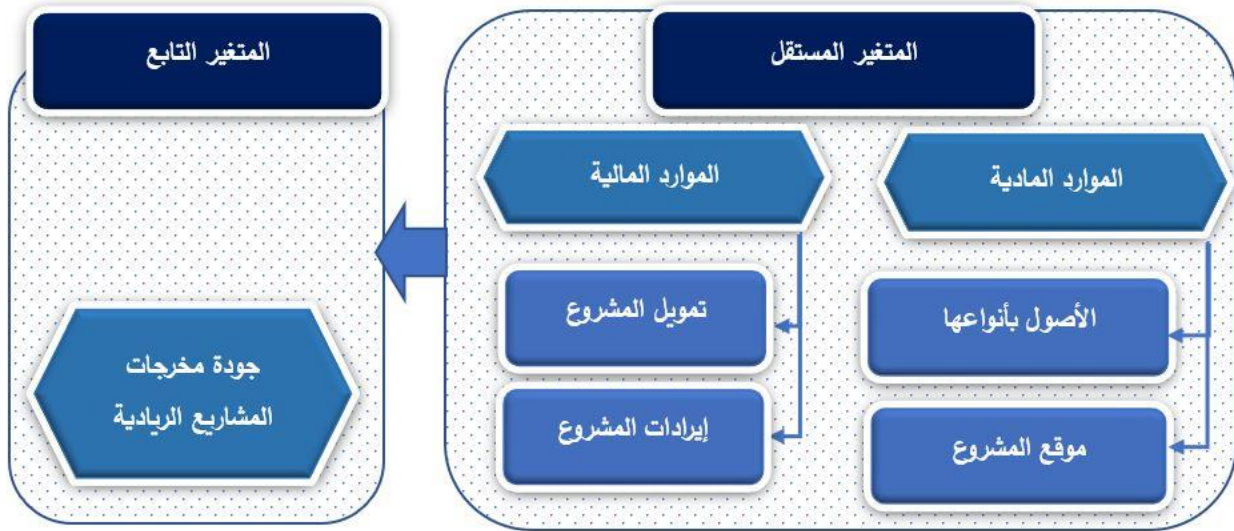 المتغير المستقل
الموارد المادية
الأصول بأنواعها
موقع المشروع
الموارد المالية
تمويل المشروع
إيرادات المشروع
المتغير التابع
جودة مخرجات
المشاريع الريادية